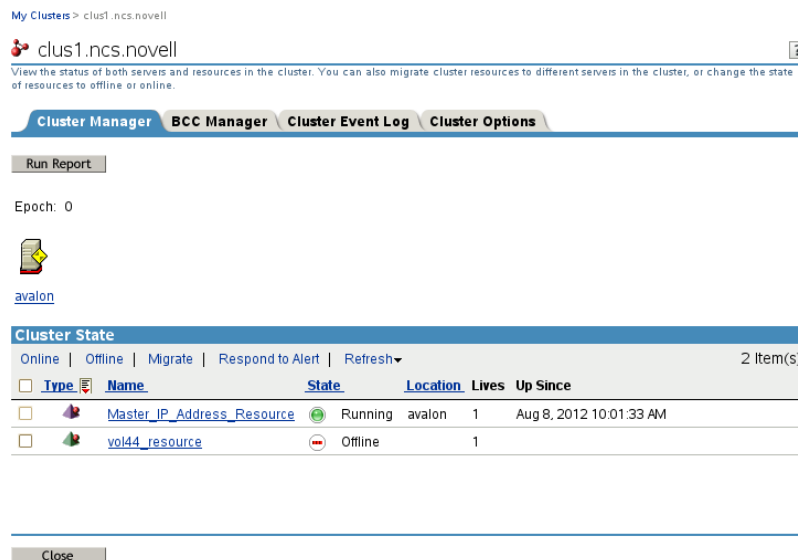 My Clusters > clus1.ncs.novell
clus1.ncs.novell
?
View the status of both servers and resources in the cluster. You can also migrate cluster resources to different servers in the cluster, or change the state
of resources to offline or online.
Cluster Manager BCC Manager Cluster Event Log Cluster Options
Run Report
Epoch: 0
avalon
Cluster State
Online | Offline | Migrate | Respond to Alert | Refresh 2 Item(s)
Type Name State Location Lives Up Since
Master_IP_Address_Resource Running avalon 1 Aug 8, 2012 10:01:33 AM
vol44_resource Offline 1
Close